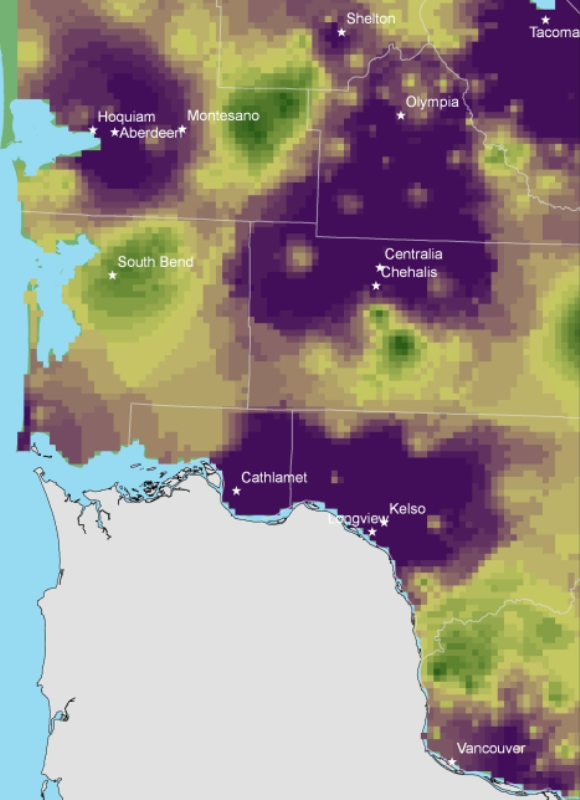 Shelton
Tacoma
Olympia
Hoquiam
Montesano
Aberdeen
Centralia
South Bend
Chehalis
Cathlamet
Kelso
Longview
Vancouver